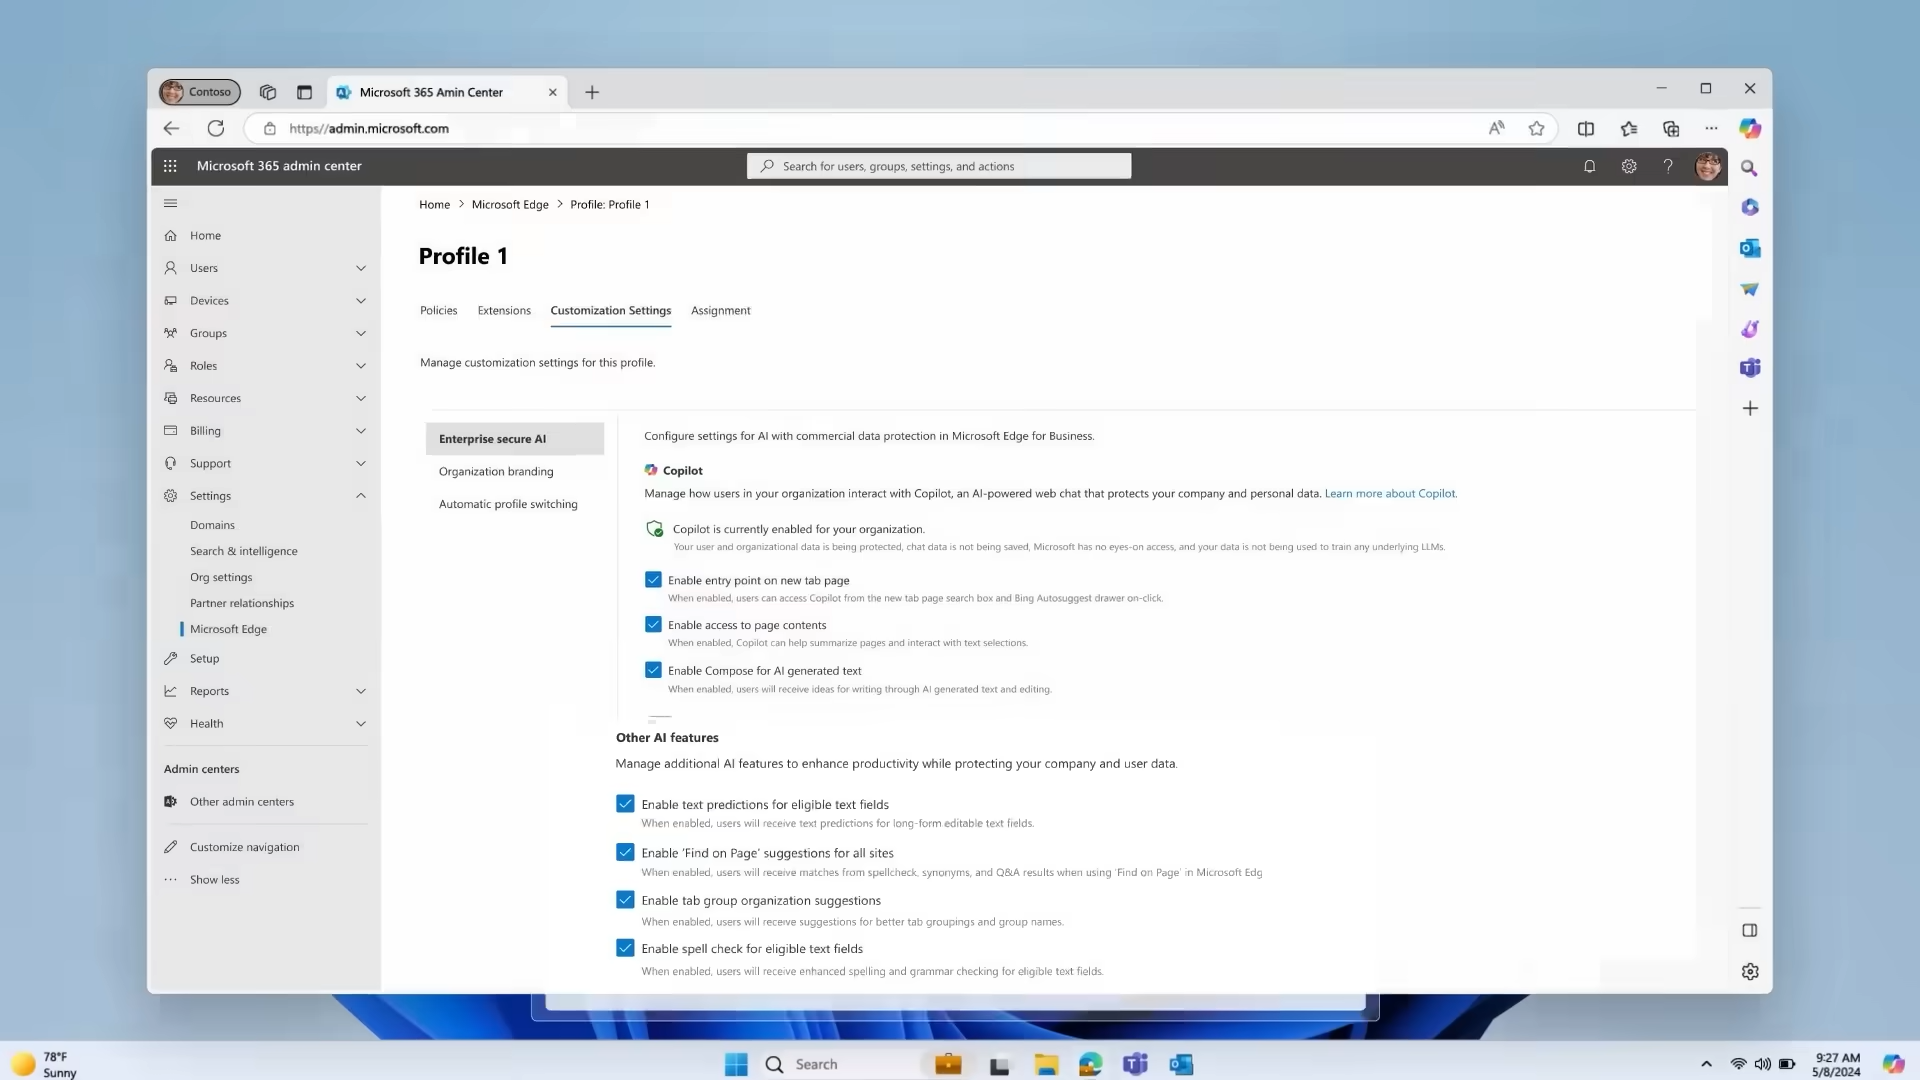 Contoso
Microsoft 365 Amin Center
https//admin.microsoft.com
Microsoft 365 admin center
Search for users, groups, settings, and actions
Home
Users
Devices
Groups
Roles
Resources
Billing
Support
Settings
Domains
Search & intelligence
Org settings
Partner relationships
Microsoft Edge
Setup
Reports
Health
Admin centers
Other admin centers
Customize navigation
Show less
Home > Microsoft Edge > Profile: Profile 1
Profile 1
Policies Extensions Customization Settings Assignment
Manage customization settings for this profile.
Enterprise secure AI
Organization branding
Automatic profile switching
Configure settings for AI with commercial data protection in Microsoft Edge for Business.
Copilot
Manage how users in your organization interact with Copilot, an AI-powered web chat that protects your company and personal data. Learn more about Copilot.
Copilot is currently enabled for your organization.
Your user and organizational data is being protected, chat data is not being saved, Microsoft has no eyes-on access, and your data is not being used to train any underlying LLMs.
Enable entry point on new tab page
When enabled, users can access Copilot from the new tab page search box and Bing Autosuggest drawer on-click.
Enable access to page contents
When enabled, Copilot can help summarize pages and interact with text selections.
Enable Compose for AI generated text
When enabled, users will receive ideas for writing through AI generated text and editing.
Other AI features
Manage additional AI features to enhance productivity while protecting your company and user data.
Enable text predictions for eligible text fields
When enabled, users will receive text predictions for long-form editable text fields.
Enable 'Find on Page' suggestions for all sites
When enabled, users will receive matches from spellcheck, synonyms, and Q&A results when using 'Find on Page' in Microsoft Edg
Enable tab group organization suggestions
When enabled, users will receive suggestions for better tab groupings and group names.
Enable spell check for eligible text fields
When enabled, users will receive enhanced spelling and grammar checking for eligible text fields.
78°F
Sunny
Search
9:27 AM
5/8/2024